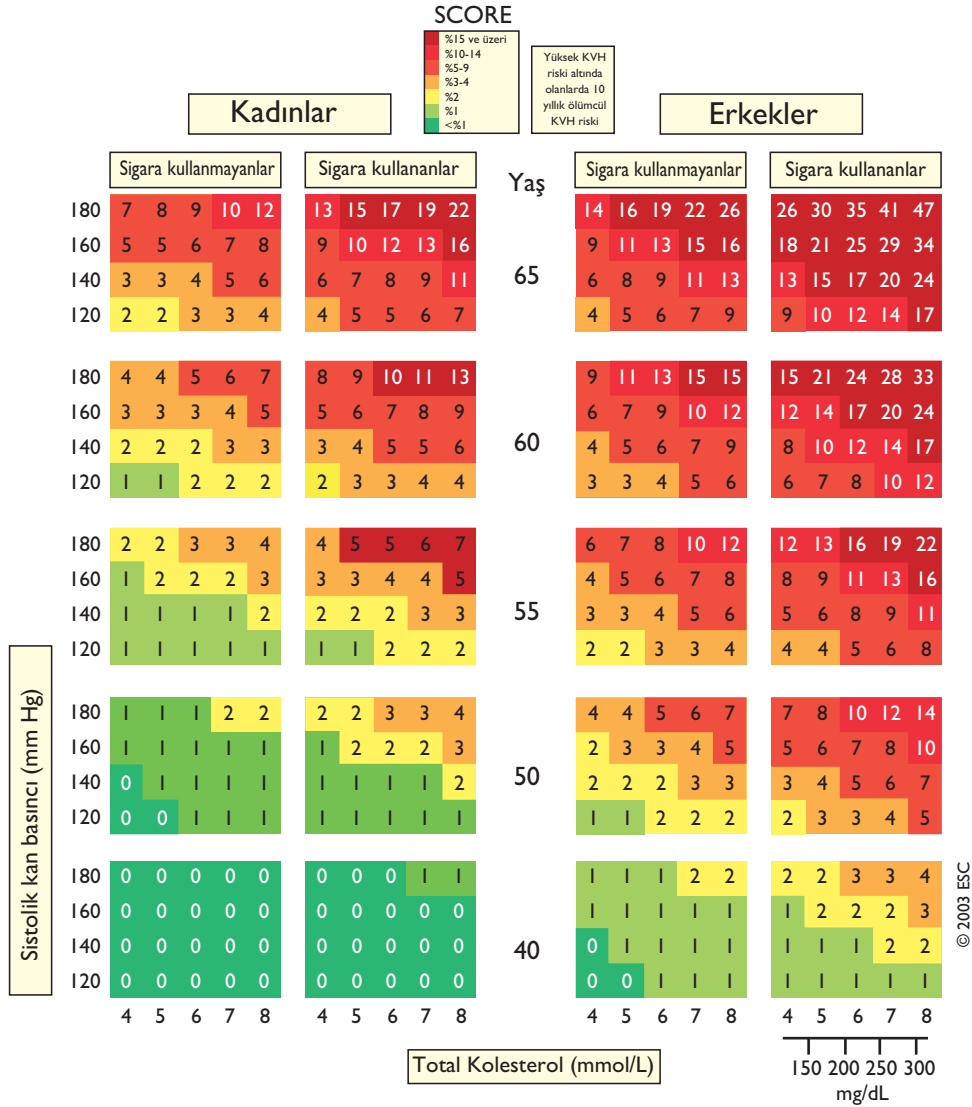 SCORE
%15 ve üzeri
%10-14
%5-9
%3-4
%2
%1
<%1
Yüksek KVH
riski altında
olanlarda 10
yıllık ölümcül
KVH riski
Kadınlar
Erkekler
Sigara kullanmayanlar
Sigara kullananlar
Yaş
Sigara kullanmayanlar
Sigara kullananlar
180 7 8 9 10 12 13 15 17 19 22 14 16 19 22 26 26 30 35 41 47
160 5 5 6 7 8 9 10 12 13 16 9 11 13 15 16 18 21 25 29 34
65
140 3 3 4 5 6 6 7 8 9 11 6 8 9 11 13 13 15 17 20 24
120 2 2 3 3 4 4 5 5 6 7 4 5 6 7 9 9 10 12 14 17
180 4 4 5 6 7 8 9 10 11 13 9 11 13 15 15 15 21 24 28 33
160 3 3 3 4 5 5 6 7 8 9 6 7 9 10 12 12 14 17 20 24
60
140 2 2 2 3 3 3 4 5 5 6 4 5 6 7 9 8 10 12 14 17
120 1 1 2 2 2 2 3 3 4 4 3 3 4 5 6 6 7 8 10 12
180 2 2 3 3 4 4 5 5 6 7 6 7 8 10 12 12 13 16 19 22
160 1 2 2 2 3 3 3 4 4 5 4 5 6 7 8 8 9 11 13 16
55
140 1 1 1 1 2 2 2 2 3 3 3 3 4 5 6 5 6 8 9 11
120 1 1 1 1 1 1 1 2 2 2 2 2 3 3 4 4 4 5 6 8
180 1 1 1 2 2 2 2 3 3 4 4 4 5 6 7 7 8 10 12 14
160 1 1 1 1 1 1 2 2 2 3 2 3 3 4 5 5 6 7 8 10
50
140 0 1 1 1 1 1 1 1 1 2 2 2 2 3 3 3 4 5 6 7
120 0 0 1 1 1 1 1 1 1 1 1 1 2 2 2 2 3 3 4 5
180 0 0 0 0 0 0 0 0 1 1 1 1 1 2 2 2 2 3 3 4
160 0 0 0 0 0 0 0 0 0 0 1 1 1 1 1 1 2 2 2 3
40
140 0 0 0 0 0 0 0 0 0 0 0 1 1 1 1 1 1 1 2 2
120 0 0 0 0 0 0 0 0 0 0 0 0 1 1 1 1 1 1 1 1
4 5 6 7 8 4 5 6 7 8 4 5 6 7 8 4 5 6 7 8
Sistolik kan basıncı (mm Hg)
© 2003 ESC
Total Kolesterol (mmol/L)
150 200 250 300
mg/dL